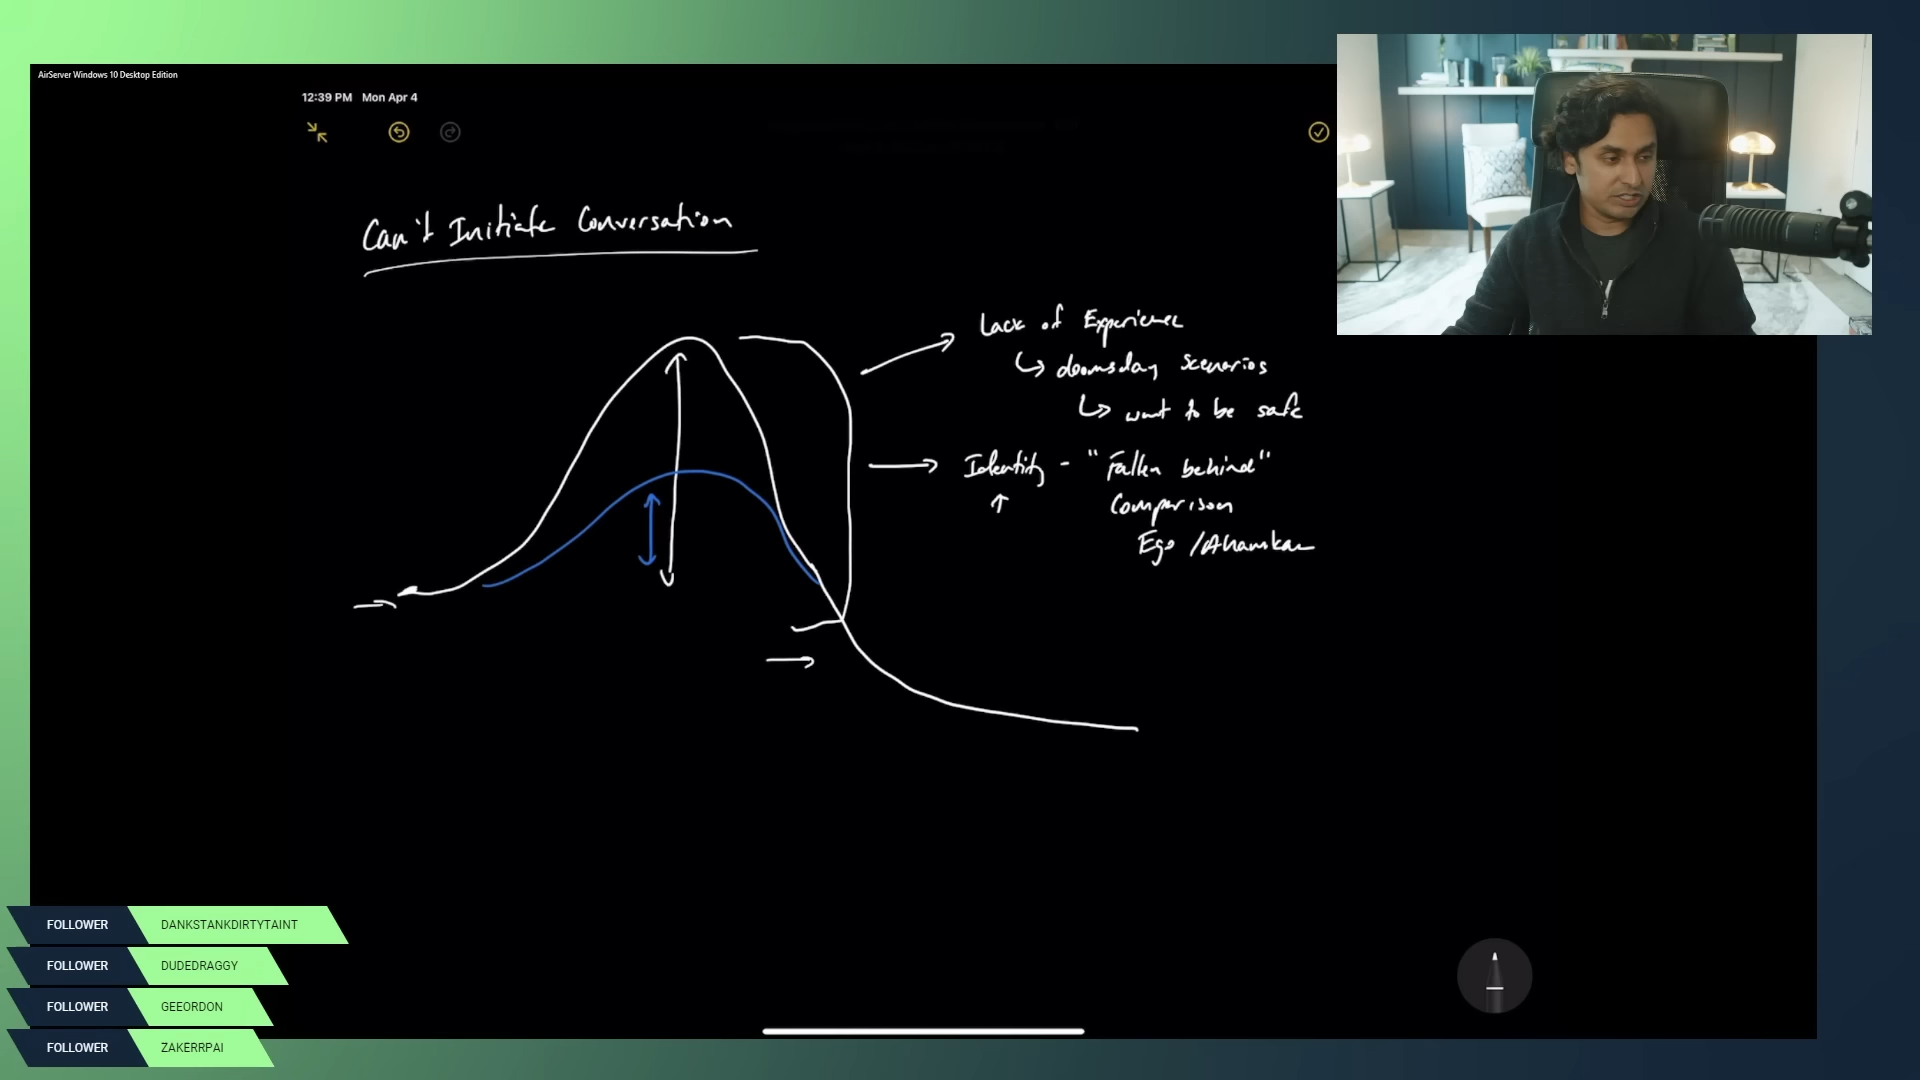 AirServer Windows 10 Desktop Edition
12:39 PM Mon Apr 4
Can't Initiate Conversation
Lack of Experience
↳ doomsday scenarios
↳ want to be safe
Identity - "Fallen behind"
Comparison
Ego / Ahamkar
FOLLOWER DANKSTANKDIRTYTAINT
FOLLOWER DUDEDRAGGY
FOLLOWER GEEORDON
FOLLOWER ZAKERRPAI